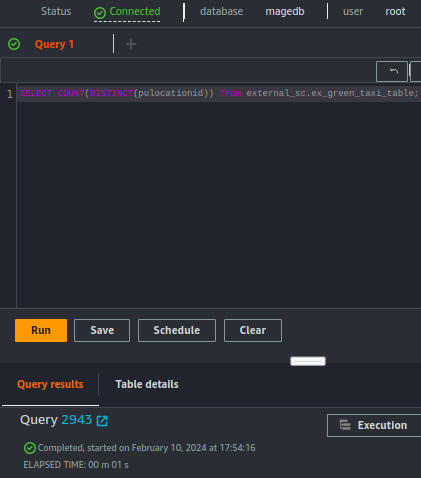 Status Connected database magedb user root
Query 1
1 SELECT COUNT(DISTINCT(pulocationid)) from external_sc.ex_green_taxi_table;
Run Save Schedule Clear
Query results Table details
Query 2943
Execution
Completed, started on February 10, 2024 at 17:54:16
ELAPSED TIME: 00 m 01 s